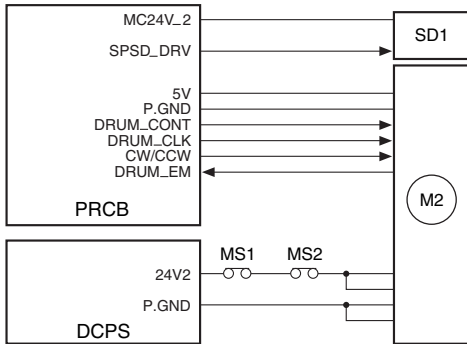 MC24V_2
SD1
SPSD_DRV
5V
P.GND
DRUM_CONT
DRUM_CLK
CW/CCW
DRUM_EM
PRCB
M2
MS1 MS2
24V2
P.GND
DCPS